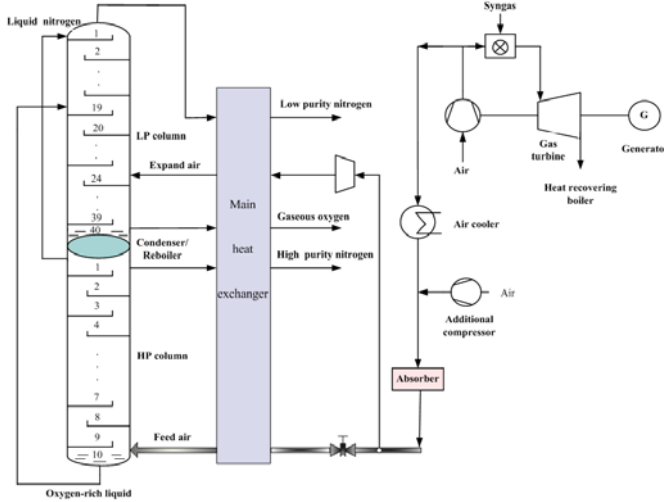 Liquid nitrogen
1
2
19
20
LP column
24
39
40
Condenser/
Reboiler
1
2
3
4
HP column
7
8
9
10
Oxygen-rich liquid
Expand air
Feed air
Main
heat
exchanger
Low purity nitrogen
Gaseous oxygen
High purity nitrogen
Syngas
Air
Gas
turbine
G
Generato
Heat recovering
boiler
Air cooler
Air
Additional
compressor
Absorber